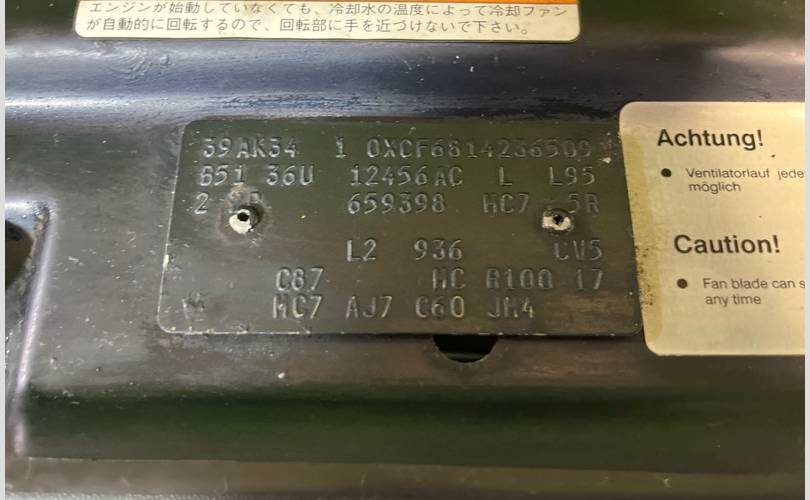 エンジンが始動していなくても、冷却水の温度によって冷却ファン
が自動的に回転するので、回転部に手を近づけないで下さい。
39AK34 1 0XCF6814236509
B51 36U 12456AC L L95
2 659398 MC7 5R
L2 936 CV5
C87 MC R100 17
MC7 AJ7 C60 JM4
Achtung!
Ventilatorlauf jede
möglich
Caution!
Fan blade can s
any time